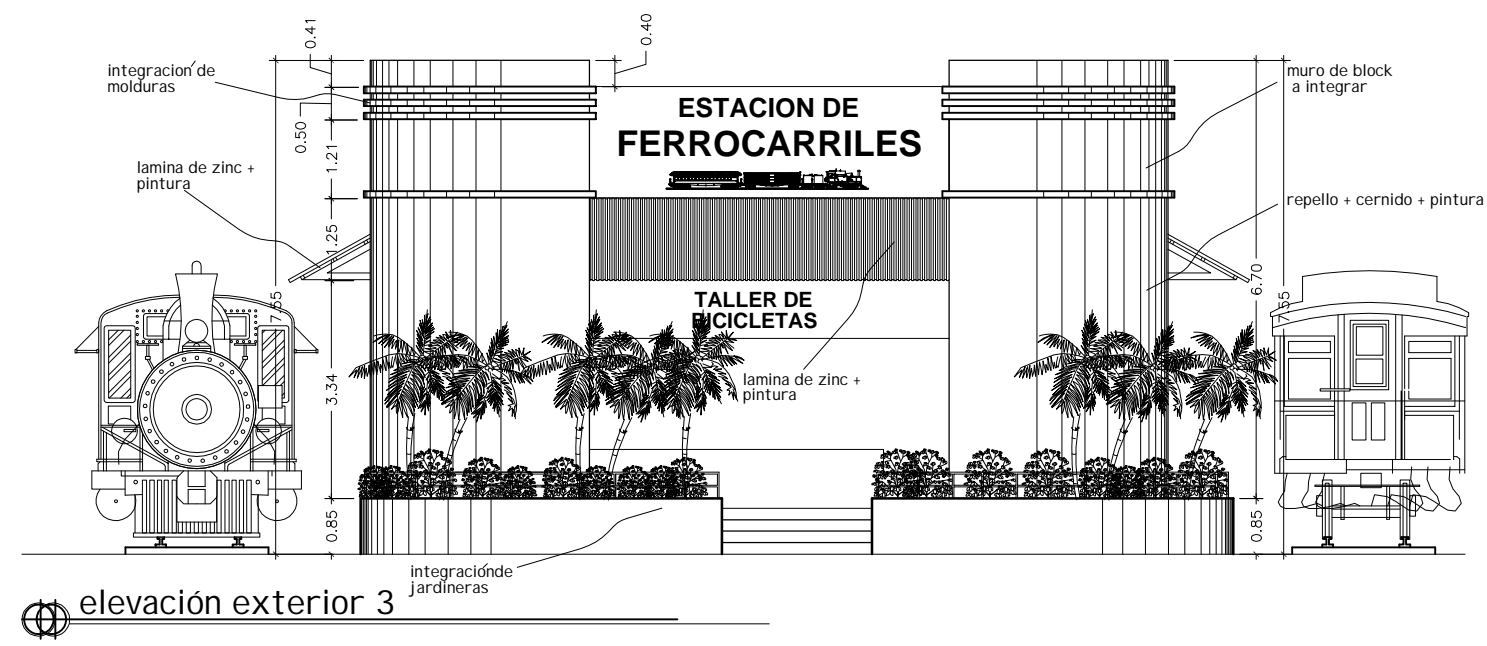 0.41
0.40
integracion de
molduras
muro de block
a integrar
ESTACION DE
FERROCARRILES
0.50
1.21
lamina de zinc +
pintura
repello + cernido + pintura
1.25
6.70
7.55
7.55
TALLER DE
BICICLETAS
lamina de zinc +
pintura
3.34
0.85
0.85
integraciónde
jardineras
elevación exterior 3